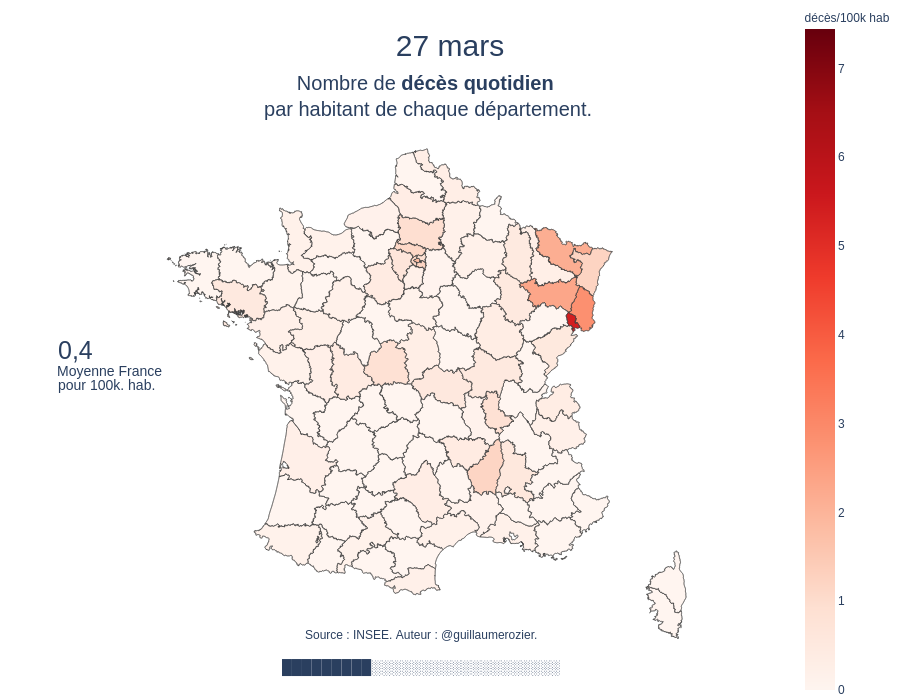 décès/100k hab
27 mars
Nombre de décès quotidien
par habitant de chaque département.
7
6
5
4
3
2
1
0
0,4
Moyenne France
pour 100k. hab.
Source : INSEE. Auteur : @guillaumerozier.